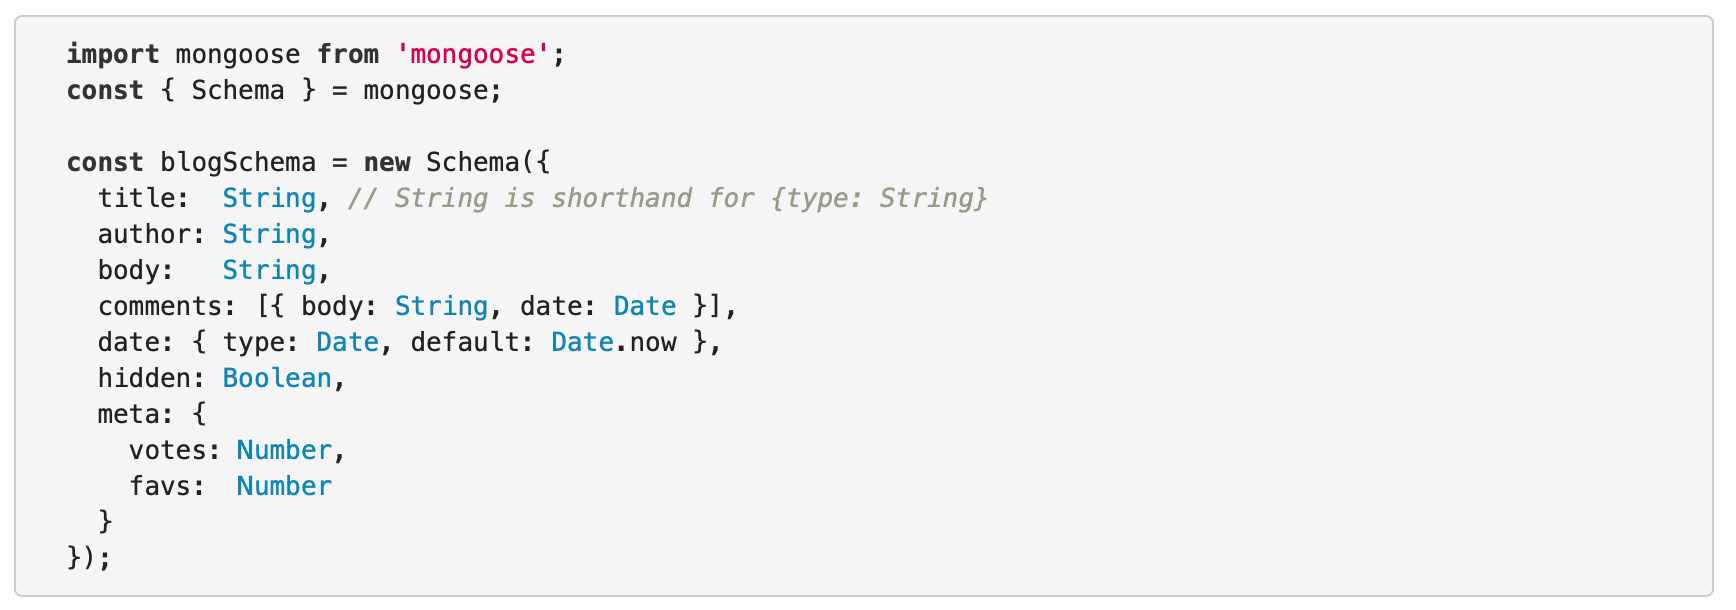 import mongoose from 'mongoose';
const { Schema } = mongoose;

const blogSchema = new Schema({
  title:  String, // String is shorthand for {type: String}
  author: String,
  body:   String,
  comments: [{ body: String, date: Date }],
  date: { type: Date, default: Date.now },
  hidden: Boolean,
  meta: {
    votes: Number,
    favs:  Number
  }
});